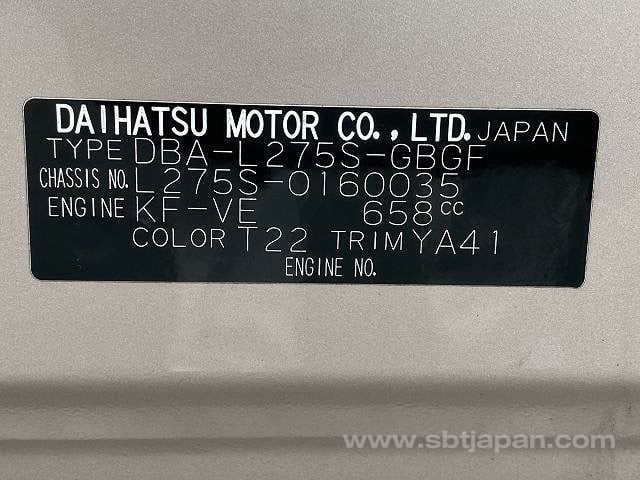 DAIHATSU MOTOR CO., LTD. JAPAN
TYPE DBA-L275S-GBGF
CHASSIS NO. L275S-0160035
ENGINE KF-VE 658cc
COLOR T22 TRIM YA41
ENGINE NO.
www.sbtjapan.com